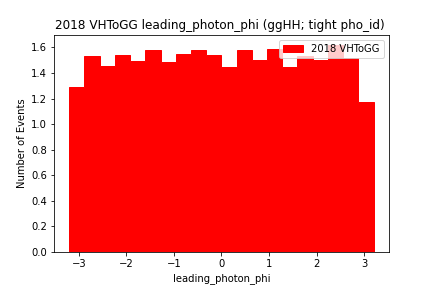 2018 VHToGG leading_photon_phi (ggHH; tight pho_id)
2018 VHToGG
Number of Events
1.6
1.4
1.2
1.0
0.8
0.6
0.4
0.2
0.0
−3 −2 −1 0 1 2 3
leading_photon_phi